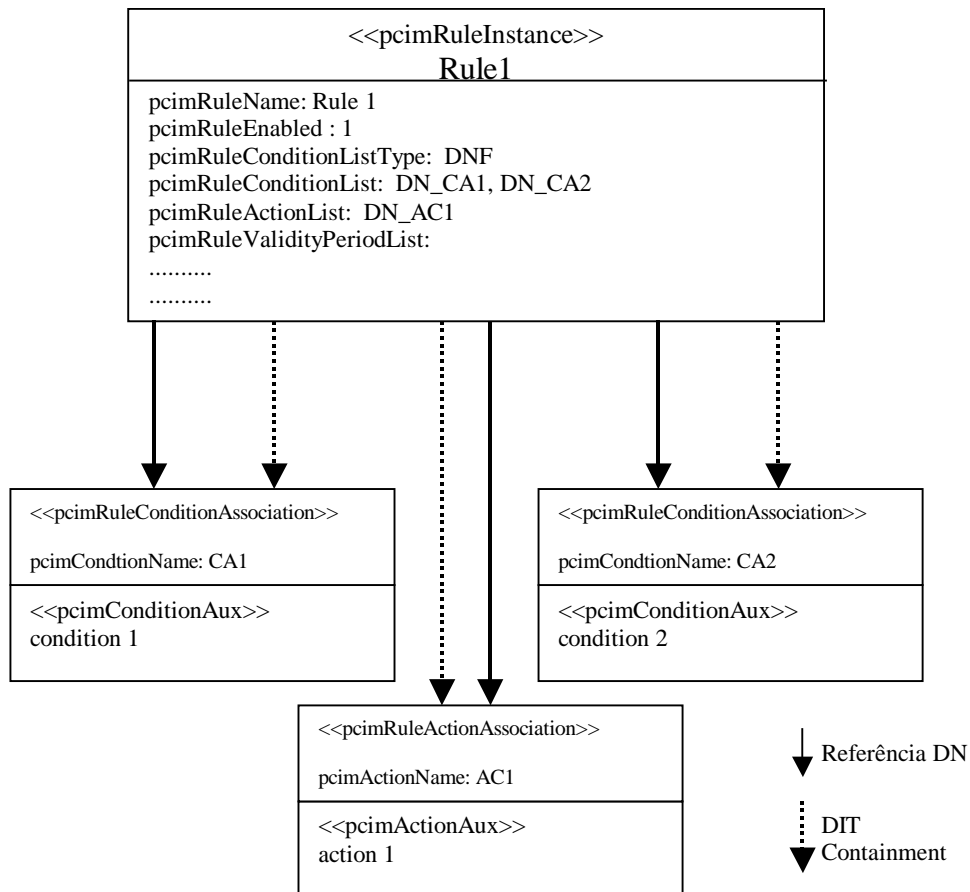 <<pcimRuleInstance>>
Rule1
pcimRuleName: Rule 1
pcimRuleEnabled : 1
pcimRuleConditionListType: DNF
pcimRuleConditionList: DN_CA1, DN_CA2
pcimRuleActionList: DN_AC1
pcimRuleValidityPeriodList:
..........
..........
<<pcimRuleConditionAssociation>>
pcimCondtionName: CA1
<<pcimConditionAux>>
condition 1
<<pcimRuleConditionAssociation>>
pcimCondtionName: CA2
<<pcimConditionAux>>
condition 2
<<pcimRuleActionAssociation>>
pcimActionName: AC1
<<pcimActionAux>>
action 1
Referência DN
DIT
Containment